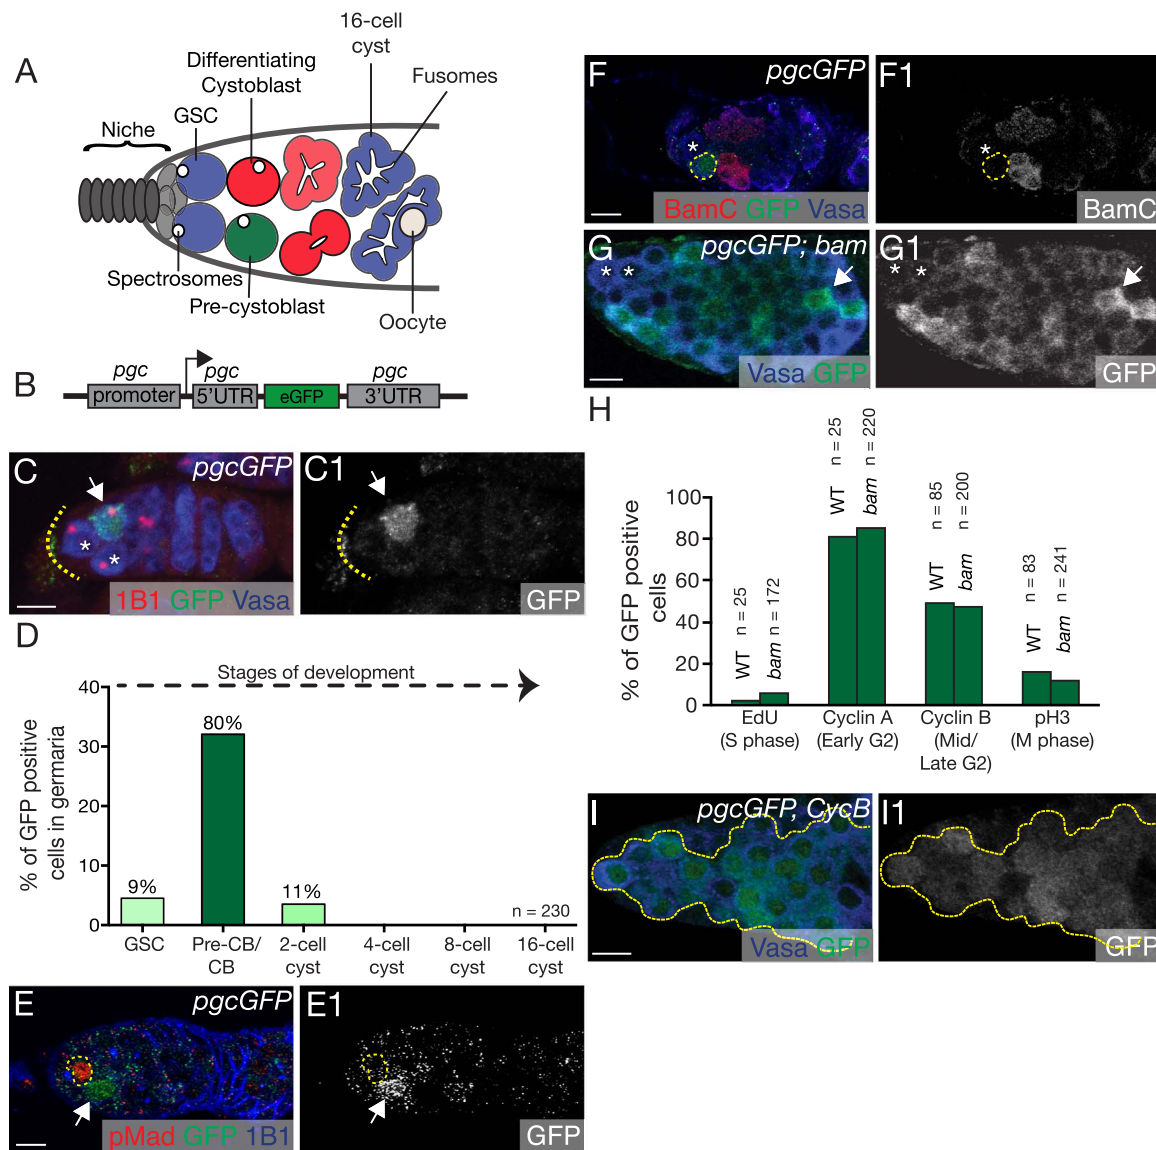 A
16-cell
cyst
Differentiating
Cystoblast
Fusomes
GSC
Niche
Spectrosomes
Pre-cystoblast
Oocyte
B
pgc
pgc
pgc
promoter
5'UTR
eGFP
3'UTR
C
pgcGFP
*
*
1B1 GFP Vasa
C1
GFP
D
Stages of development
% of GFP positive
cells in germaria
40
30
20
10
0
9%
80%
11%
n = 230
GSC
Pre-CB/
CB
2-cell
cyst
4-cell
cyst
8-cell
cyst
16-cell
cyst
E
pgcGFP
pMad GFP 1B1
E1
GFP
F
pgcGFP
*
BamC GFP Vasa
F1
*
BamC
G
pgcGFP; bam
* *
Vasa GFP
G1
* *
GFP
H
% of GFP positive
cells
100
80
60
40
20
0
WT n = 25
bam n = 172
WT n = 25
bam n = 220
WT n = 85
bam n = 200
WT n = 83
bam n = 241
EdU
(S phase)
Cyclin A
(Early G2)
Cyclin B
(Mid/
Late G2)
pH3
(M phase)
I
pgcGFP, CycB
Vasa GFP
I1
GFP